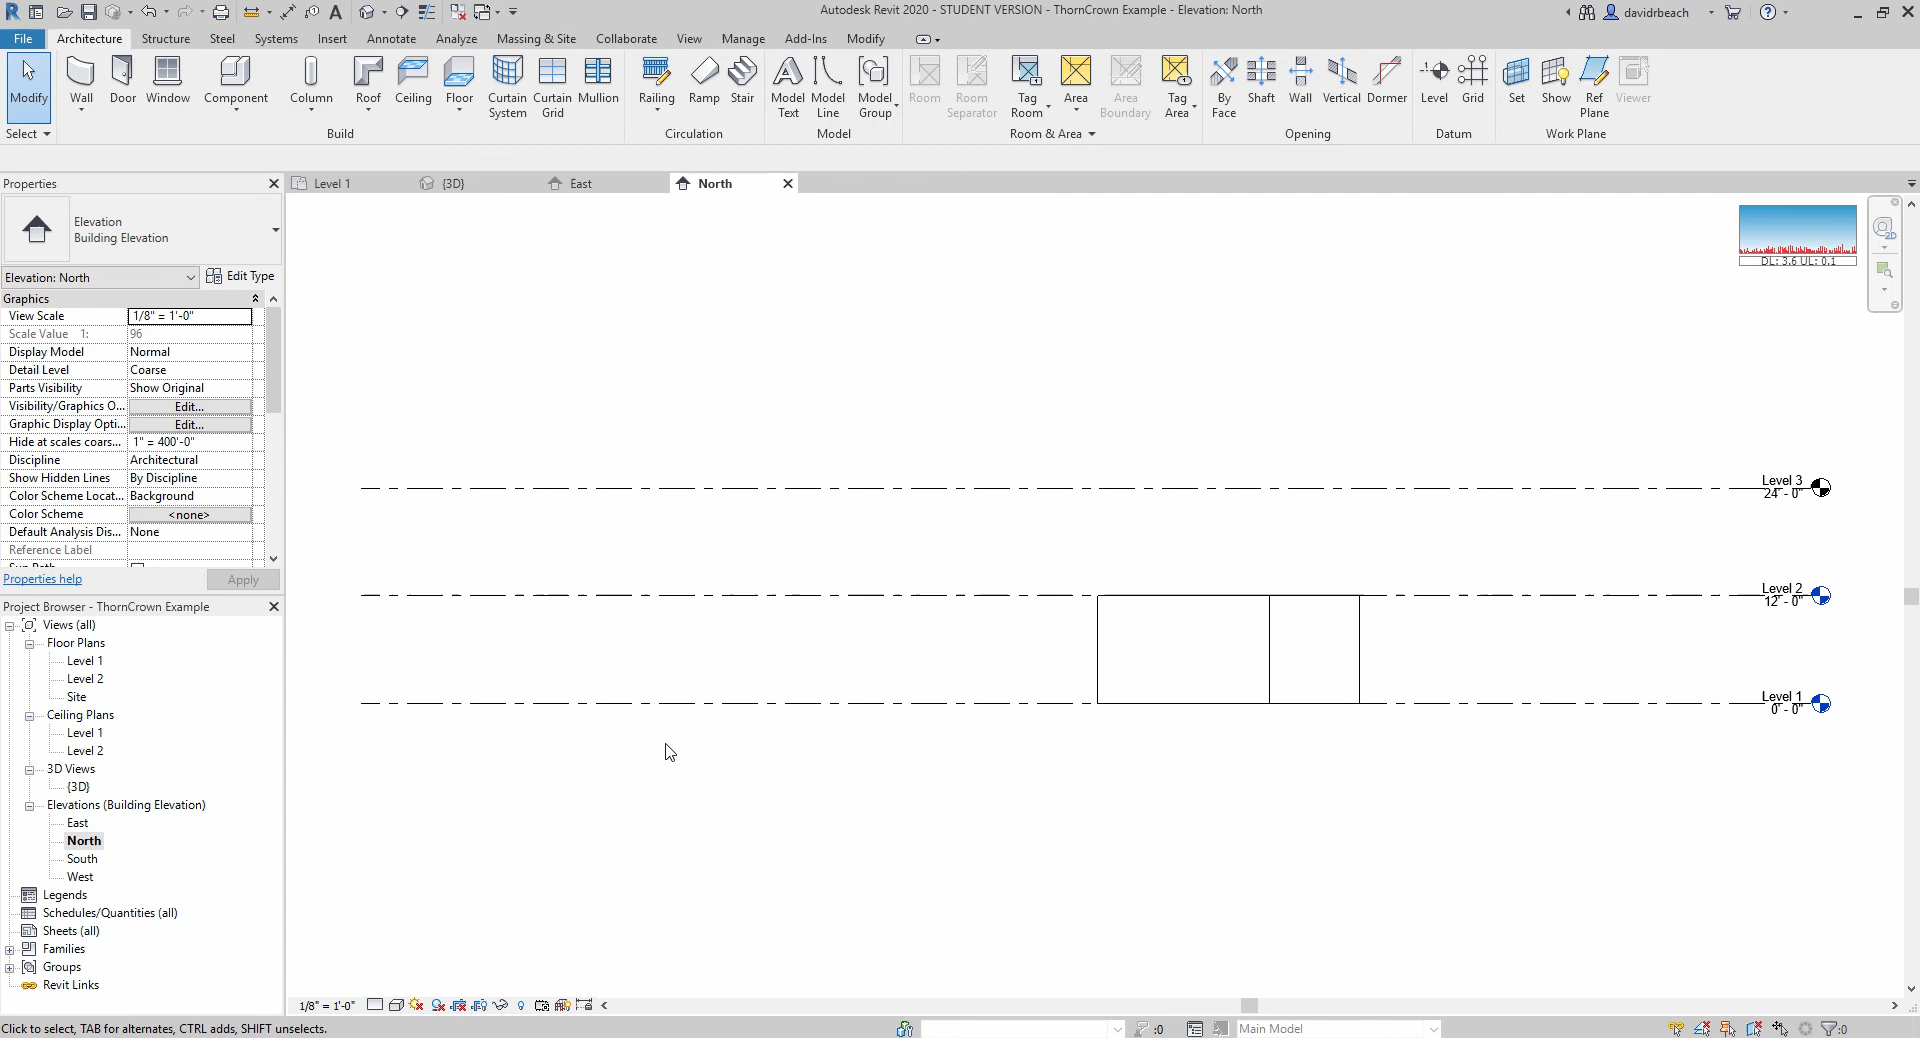 Autodesk Revit 2020 - STUDENT VERSION - ThornCrown Example - Elevation: North
davidrbeach
File
Architecture
Structure
Steel
Systems
Insert
Annotate
Analyze
Massing & Site
Collaborate
View
Manage
Add-Ins
Modify
Modify
Wall
Door
Window
Component
Column
Roof
Ceiling
Floor
Curtain System
Curtain Grid
Mullion
Railing
Ramp
Stair
Model Text
Model Line
Model Group
Room
Room Separator
Tag Room
Area
Area Boundary
Tag Area
By Face
Shaft
Wall
Vertical
Dormer
Level
Grid
Set
Show
Ref Plane
Viewer
Select
Build
Circulation
Model
Room & Area
Opening
Datum
Work Plane
Properties
Elevation
Building Elevation
Elevation: North
Edit Type
Graphics
View Scale 1/8" = 1'-0"
Scale Value 1: 96
Display Model Normal
Detail Level Coarse
Parts Visibility Show Original
Visibility/Graphics O... Edit...
Graphic Display Opti... Edit...
Hide at scales coars... 1" = 400'-0"
Discipline Architectural
Show Hidden Lines By Discipline
Color Scheme Locat... Background
Color Scheme <none>
Default Analysis Dis... None
Reference Label
Properties help
Apply
Project Browser - ThornCrown Example
Views (all)
Floor Plans
Level 1
Level 2
Site
Ceiling Plans
Level 1
Level 2
3D Views
{3D}
Elevations (Building Elevation)
East
North
South
West
Legends
Schedules/Quantities (all)
Sheets (all)
Families
Groups
Revit Links
Level 1
{3D}
East
North
2D
DL: 3.6 UL: 0.1
Level 3
24' - 0"
Level 2
12' - 0"
Level 1
0' - 0"
1/8" = 1'-0"
Click to select, TAB for alternates, CTRL adds, SHIFT unselects.
:0
Main Model
:0